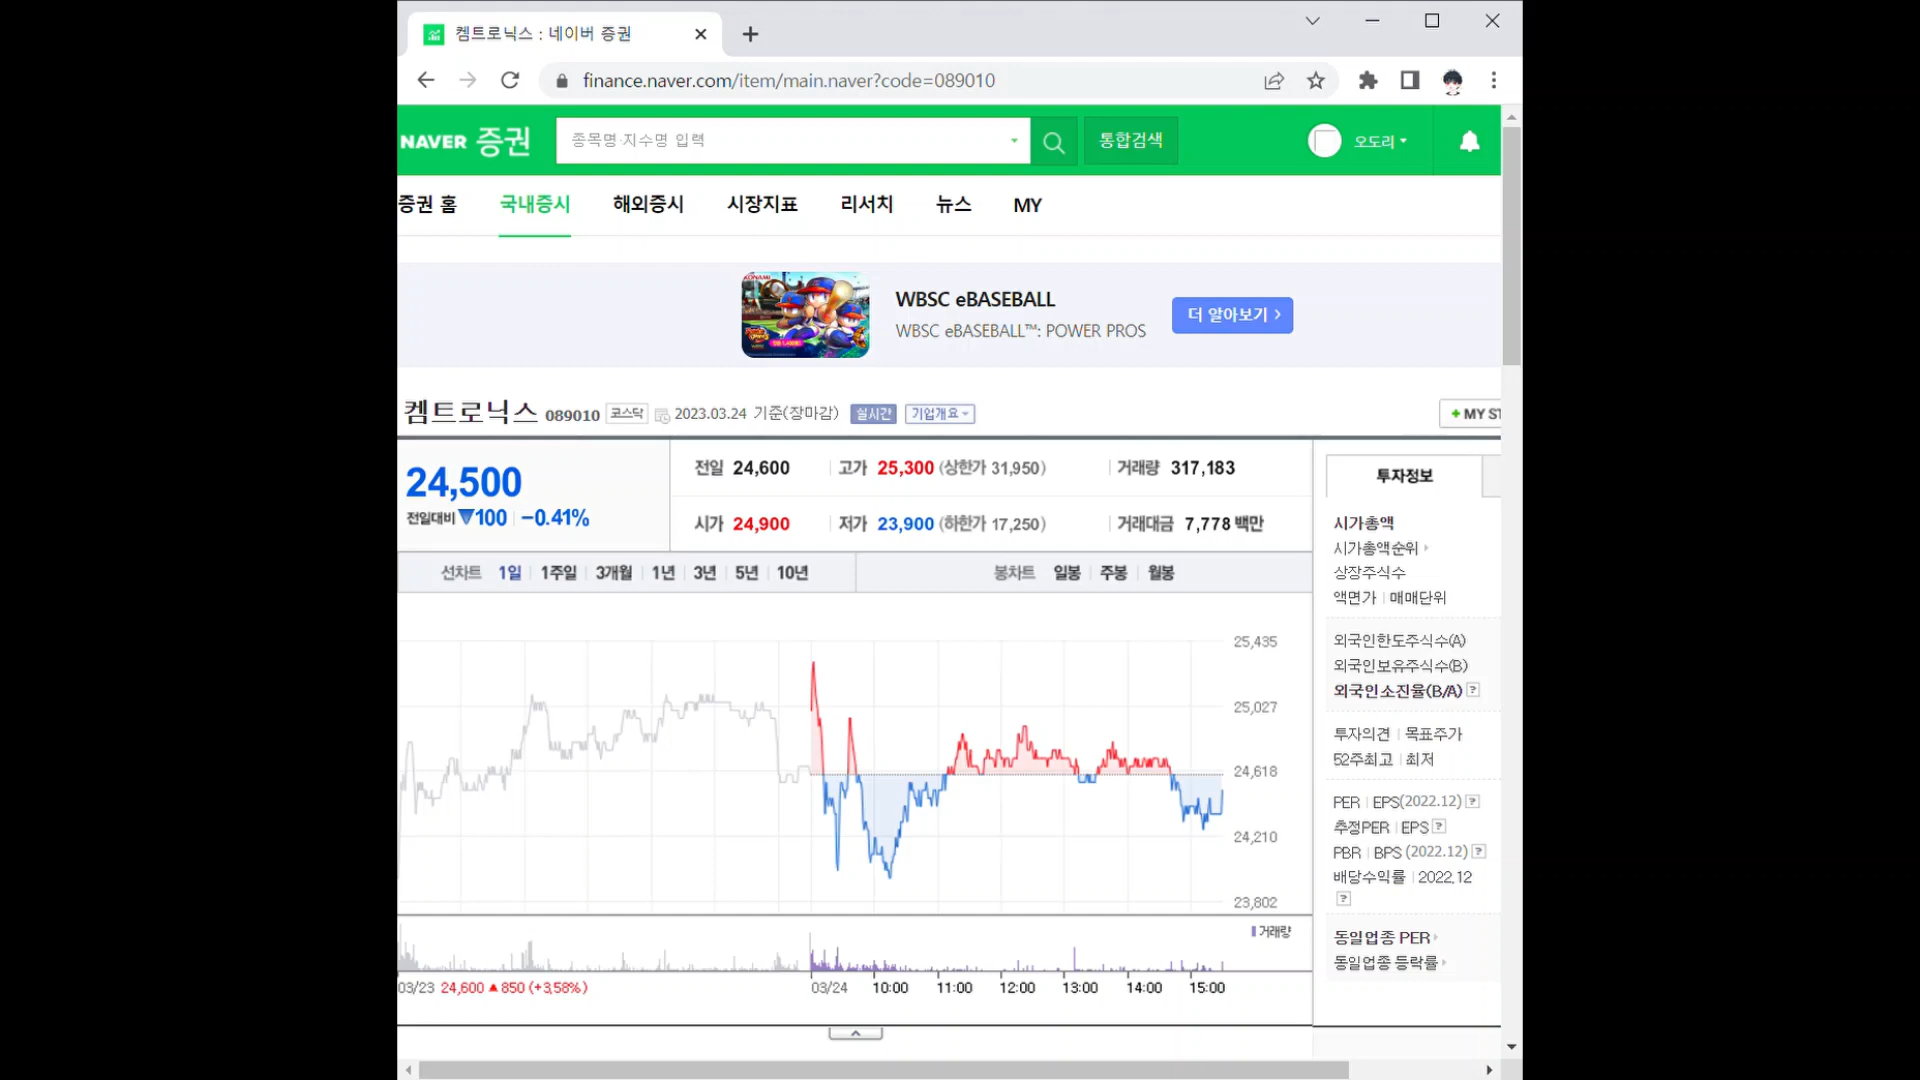 켐트로닉스 : 네이버 증권
finance.naver.com/item/main.naver?code=089010
NAVER 증권
종목명·지수명 입력
통합검색
오도리
증권 홈
국내증시
해외증시
시장지표
리서치
뉴스
MY
WBSC eBASEBALL
WBSC eBASEBALL™: POWER PROS
더 알아보기
켐트로닉스 089010 코스닥 2023.03.24 기준(장마감) 실시간 기업개요
+ MY ST
24,500
전일대비 ▼100 -0.41%
전일 24,600 고가 25,300 (상한가 31,950) 거래량 317,183
시가 24,900 저가 23,900 (하한가 17,250) 거래대금 7,778 백만
선차트 1일 1주일 3개월 1년 3년 5년 10년
봉차트 일봉 주봉 월봉
25,435
25,027
24,618
24,210
23,802
거래량
03/23 24,600 ▲850 (+3,58%)
03/24 10:00 11:00 12:00 13:00 14:00 15:00
투자정보
시가총액
시가총액순위
상장주식수
액면가 매매단위
외국인한도주식수(A)
외국인보유주식수(B)
외국인소진율(B/A) ?
투자의견 목표주가
52주최고 최저
PER EPS(2022.12) ?
추정PER EPS ?
PBR BPS (2022.12) ?
배당수익률 2022.12
?
동일업종 PER
동일업종 등락률